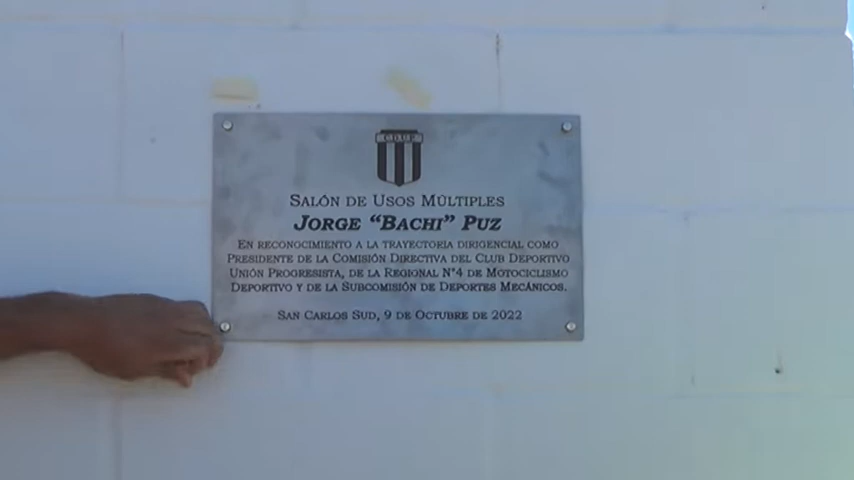 C.D.U.P.
SALÓN DE USOS MÚLTIPLES
JORGE "BACHI" PUZ
EN RECONOCIMIENTO A LA TRAYECTORIA DIRIGENCIAL COMO
PRESIDENTE DE LA COMISIÓN DIRECTIVA DEL CLUB DEPORTIVO
UNIÓN PROGRESISTA, DE LA REGIONAL N°4 DE MOTOCICLISMO
DEPORTIVO Y DE LA SUBCOMISIÓN DE DEPORTES MECÁNICOS.
SAN CARLOS SUD, 9 DE OCTUBRE DE 2022